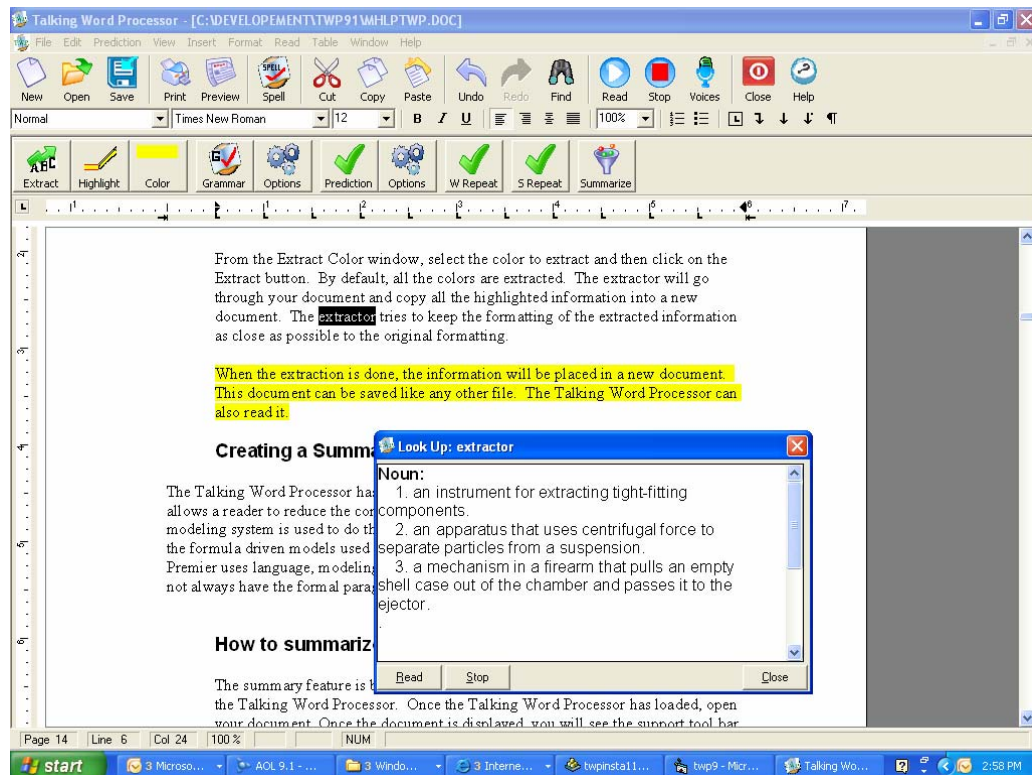 Talking Word Processor - [C:\DEVELOPEMENT\TWP91\MHLPTWP.DOC]
File Edit Prediction View Insert Format Read Table Window Help
New Open Save Print Preview Spell Cut Copy Paste Undo Redo Find Read Stop Voices Close Help
Normal Times New Roman 12 B I U 100%
Extract Highlight Color Grammar Options Prediction Options W Repeat S Repeat Summarize
1 1 2 3 4 5 6 7
From the Extract Color window, select the color to extract and then click on the
Extract button. By default, all the colors are extracted. The extractor will go
through your document and copy all the highlighted information into a new
document. The extractor tries to keep the formatting of the extracted information
as close as possible to the original formatting.
When the extraction is done, the information will be placed in a new document.
This document can be saved like any other file. The Talking Word Processor can
also read it.
Creating a Summa
The Talking Word Processor ha
allows a reader to reduce the co
modeling system is used to do th
the formula driven models used
Premier uses language, modeling
not always have the formal para
How to summarize
The summary feature is b
the Talking Word Processor. Once the Talking Word Processor has loaded, open
your document. Once the document is displayed, you will see the support tool bar
Look Up: extractor
Noun:
1. an instrument for extracting tight-fitting
components.
2. an apparatus that uses centrifugal force to
separate particles from a suspension.
3. a mechanism in a firearm that pulls an empty
shell case out of the chamber and passes it to the
ejector.
.
Read Stop Close
Page 14 Line 6 Col 24 100 % NUM
start 3 Microso... AOL 9.1 - ... 3 Windo... 3 Interne... twpinsta11... twp9 - Micr... Talking Wo... 2:58 PM